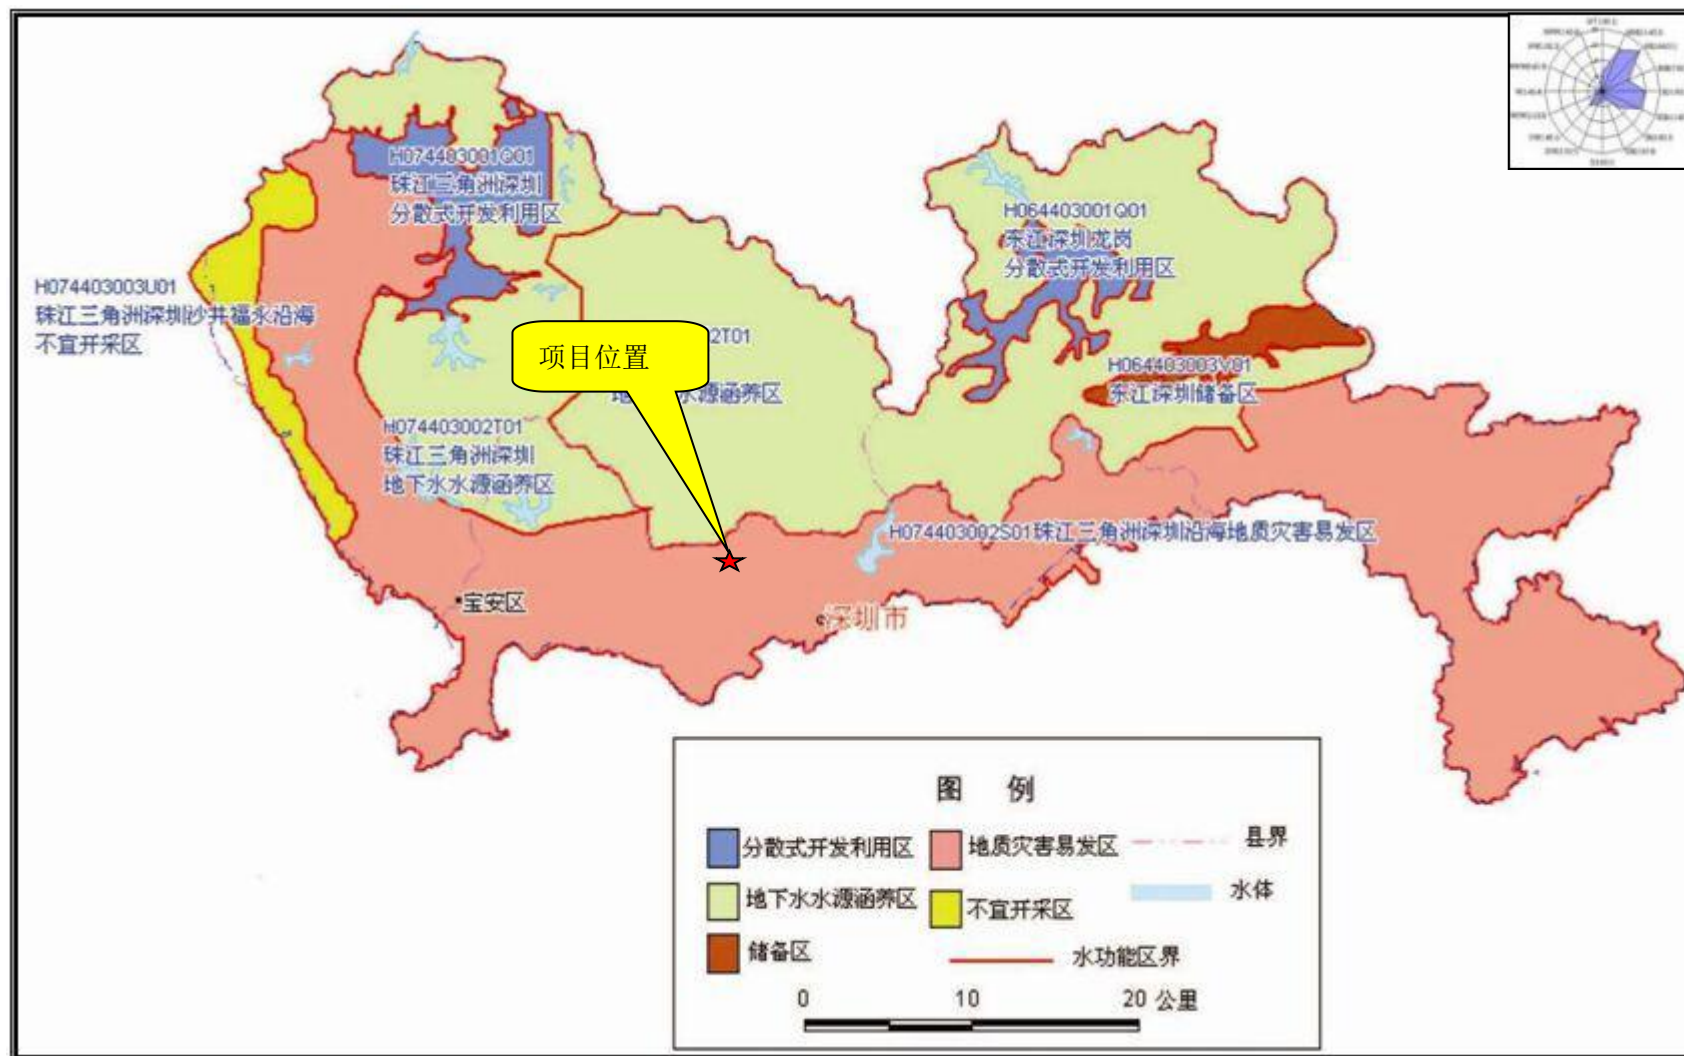 H074403001Q01
珠江三角洲深圳
分散式开发利用区
H064403001Q01
东江深圳龙岗
分散式开发利用区
H074403003U01
珠江三角洲深圳沙井福永沿海
不宜开采区
项目位置
2T01
水源涵养区
H064403003V01
东江深圳储备区
H074403002T01
珠江三角洲深圳
地下水水源涵养区
H074403002S01珠江三角洲深圳沿海地质灾害易发区
宝安区
深圳市
图 例
分散式开发利用区
地质灾害易发区
县界
地下水水源涵养区
不宜开采区
水体
储备区
水功能区界
0 10 20 公里